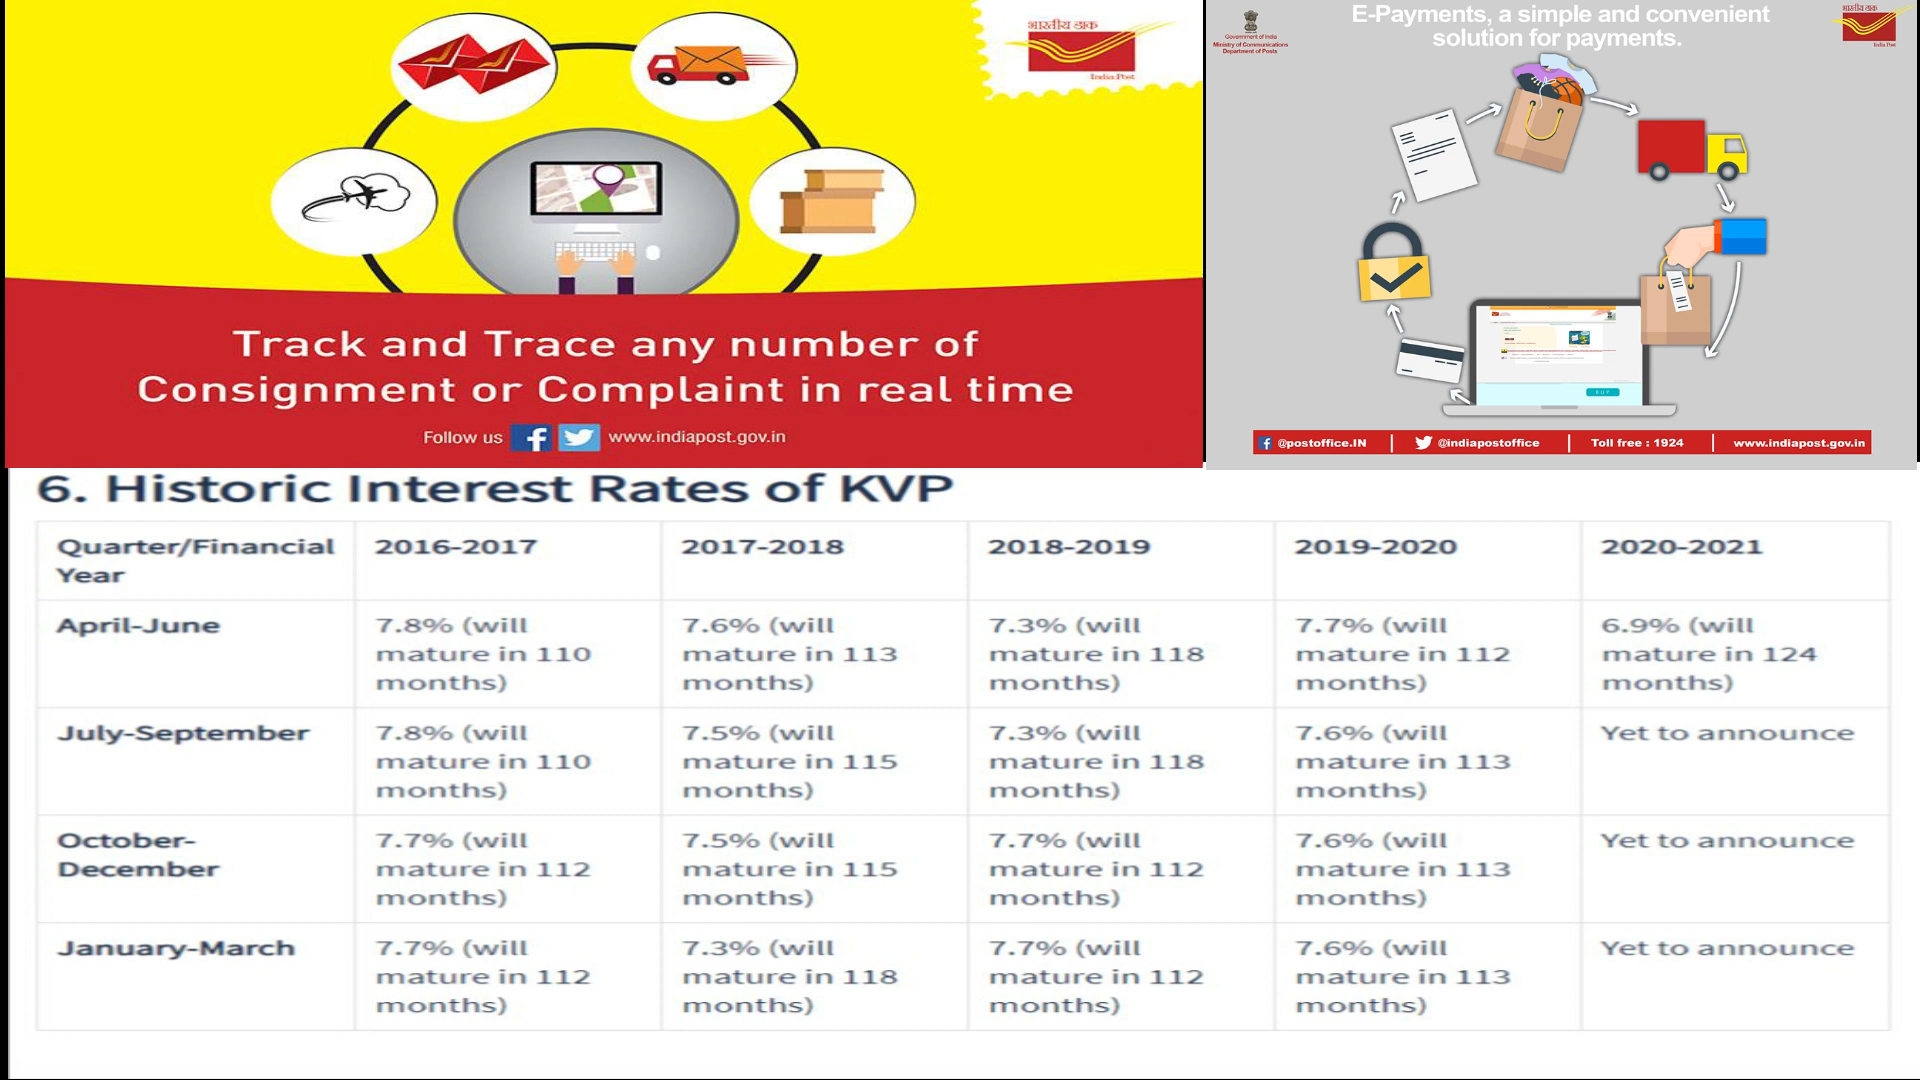 भारतीय डाक
India Post
Track and Trace any number of
Consignment or Complaint in real time
Follow us f www.indiapost.gov.in
Government of India
Ministry of Communications
Department of Posts
E-Payments, a simple and convenient
solution for payments.
भारतीय डाक
India Post
BUY
f @postoffice.IN | @indiapostoffice | Toll free : 1924 | www.indiapost.gov.in
6. Historic Interest Rates of KVP
Quarter/Financial Year 2016-2017 2017-2018 2018-2019 2019-2020 2020-2021
April-June 7.8% (will mature in 110 months) 7.6% (will mature in 113 months) 7.3% (will mature in 118 months) 7.7% (will mature in 112 months) 6.9% (will mature in 124 months)
July-September 7.8% (will mature in 110 months) 7.5% (will mature in 115 months) 7.3% (will mature in 118 months) 7.6% (will mature in 113 months) Yet to announce
October-December 7.7% (will mature in 112 months) 7.5% (will mature in 115 months) 7.7% (will mature in 112 months) 7.6% (will mature in 113 months) Yet to announce
January-March 7.7% (will mature in 112 months) 7.3% (will mature in 118 months) 7.7% (will mature in 112 months) 7.6% (will mature in 113 months) Yet to announce